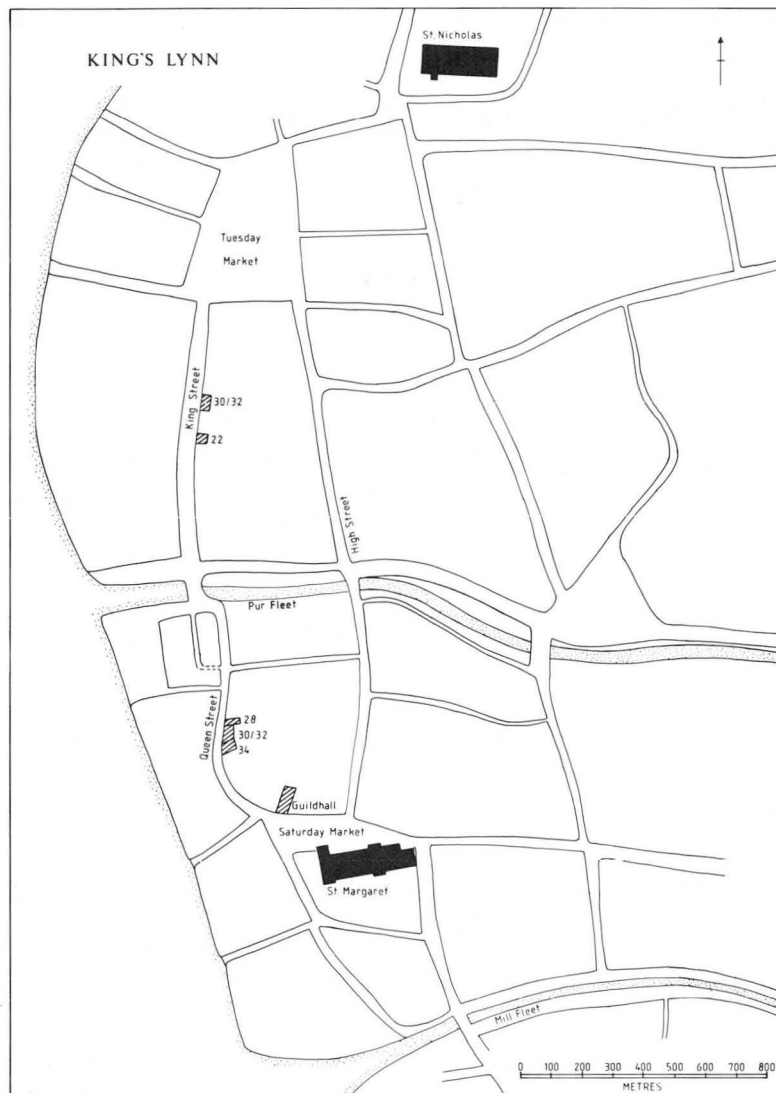 St. Nicholas
KING'S LYNN
Tuesday
Market
King Street
30/32
22
High Street
Pur Fleet
Queen Street
28
30/32
34
Guildhall
Saturday Market
St. Margaret
Mill Fleet
0 100 200 300 400 500 600 700 800
METRES